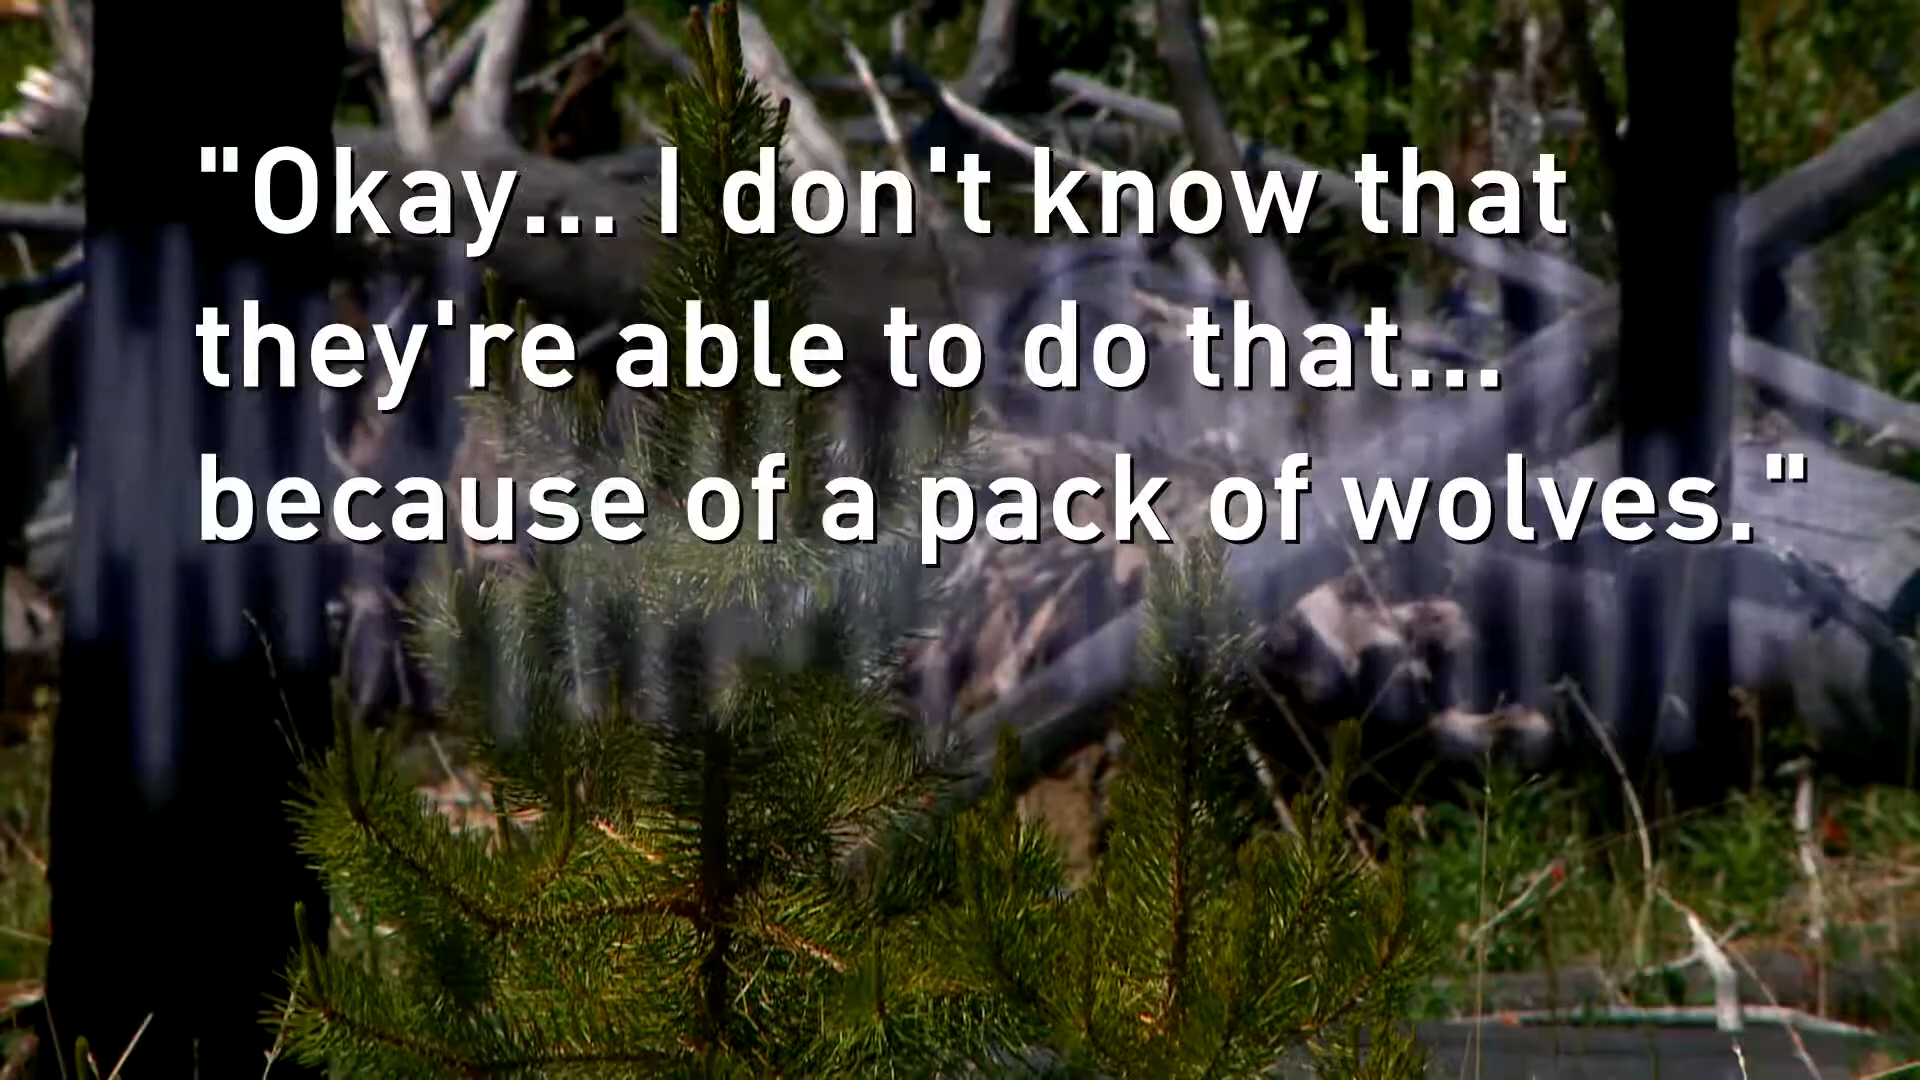 "Okay... I don't know that
they're able to do that...
because of a pack of wolves."